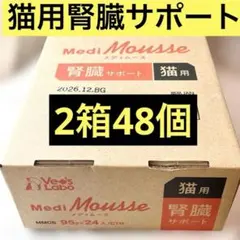 猫用腎臓サポート
Medi Mousse
メディムース
腎臓サポート 猫用
2026.12.BG
2箱48個
Vet's Labo
Medi Mousse
メディムース
猫用
腎臓
サポート
95g×24